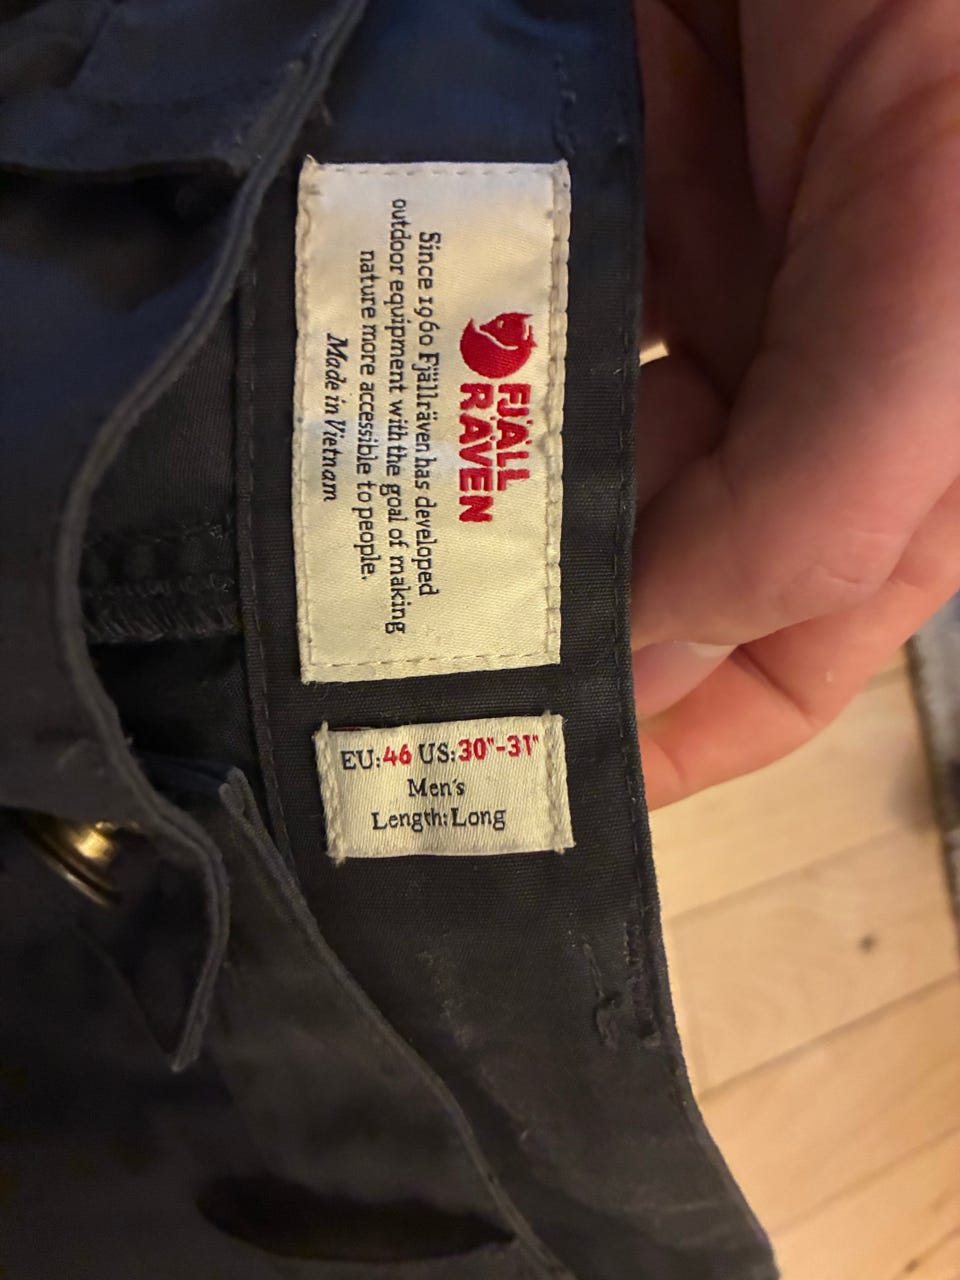 FJÄLL
RÄVEN
Since 1960 Fjällräven has developed
outdoor equipment with the goal of making
nature more accessible to people.
Made in Vietnam
EU:46 US:30"-31"
Men's
Length: Long